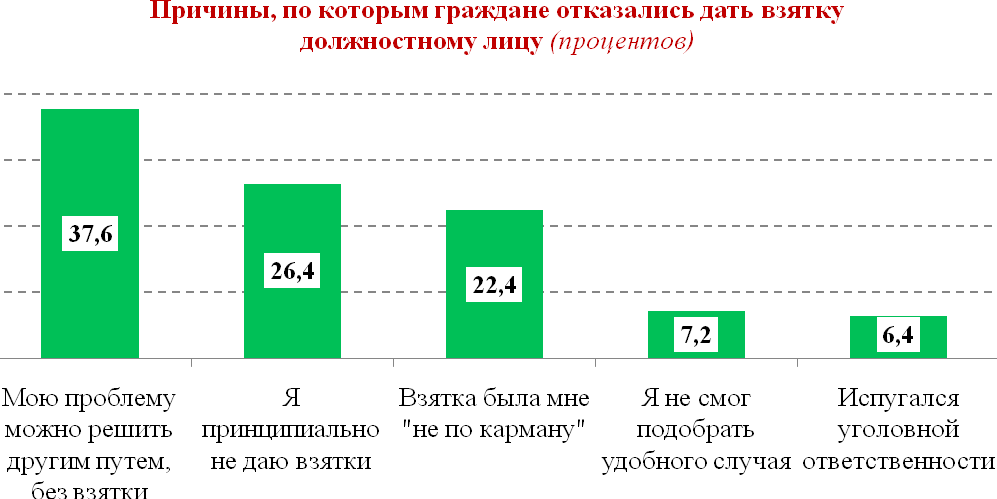 Причины, по которым граждане отказались дать взятку
должностному лицу (процентов)
37,6
26,4
22,4
7,2
6,4
Мою проблему
можно решить
другим путем,
без взятки
Я
принципиально
не даю взятки
Взятка была мне
"не по карману"
Я не смог
подобрать
удобного случая
Испугался
уголовной
ответственности